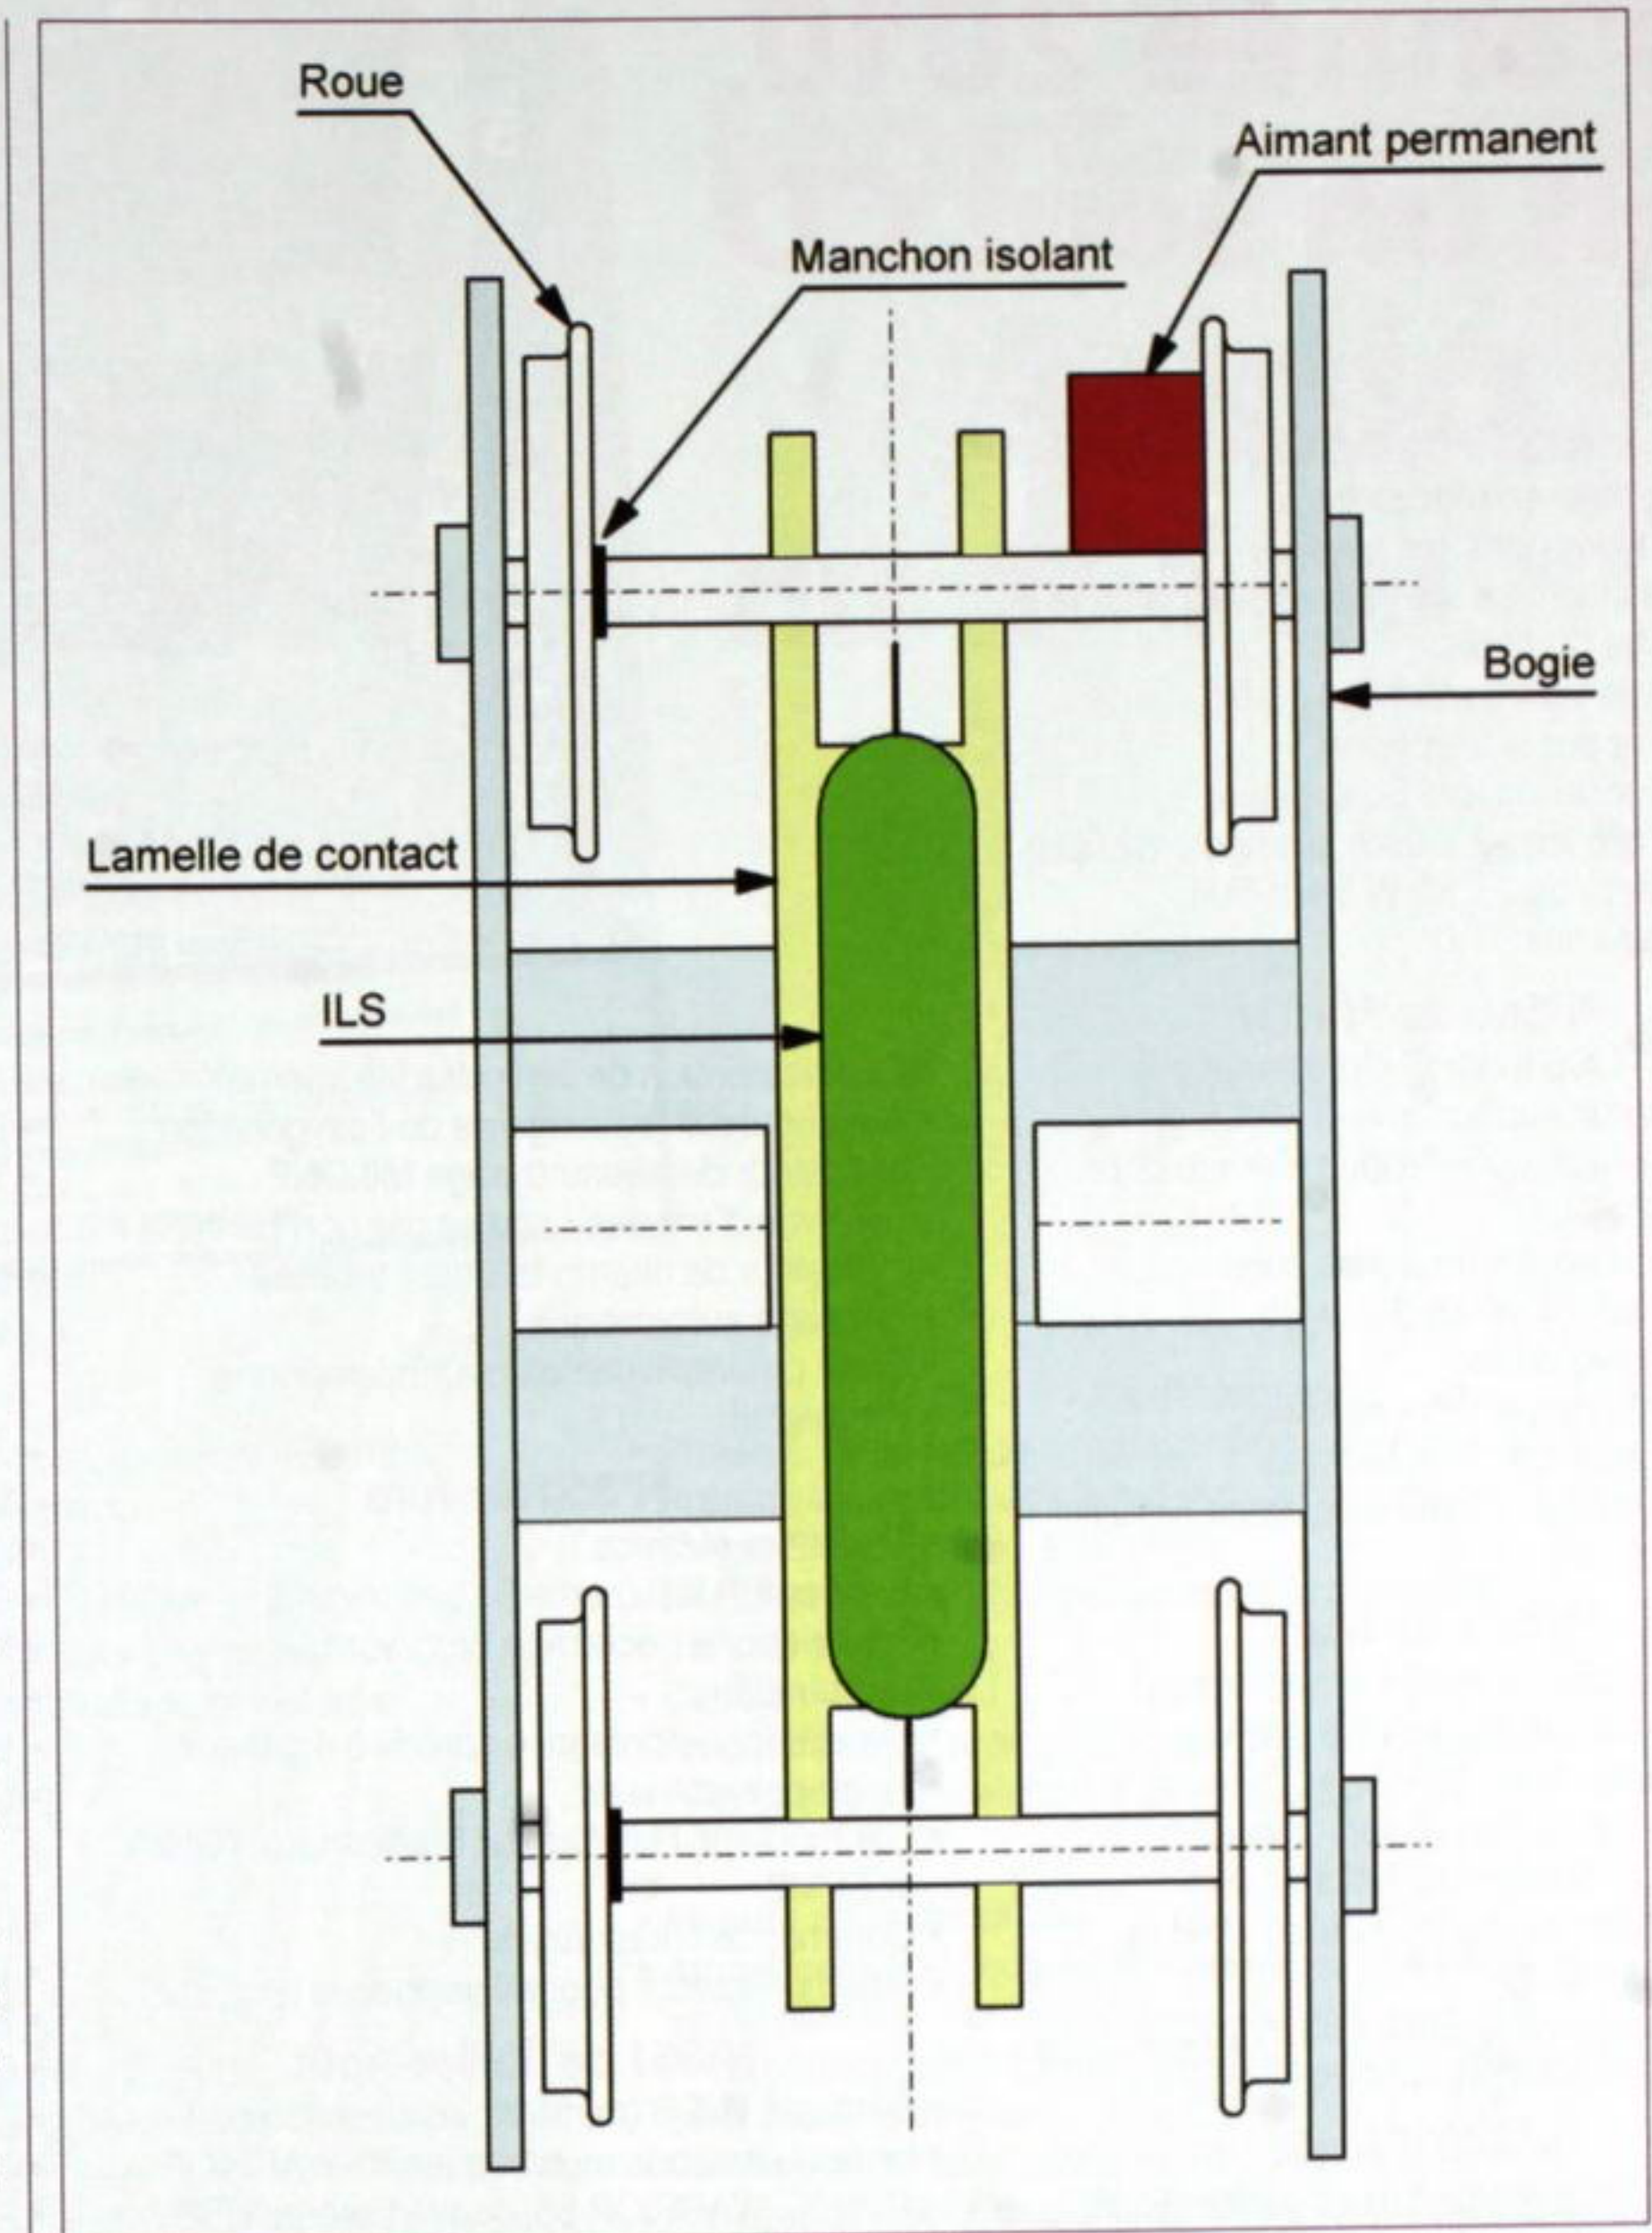 Roue
Aimant permanent
Manchon isolant
Bogie
Lamelle de contact
ILS